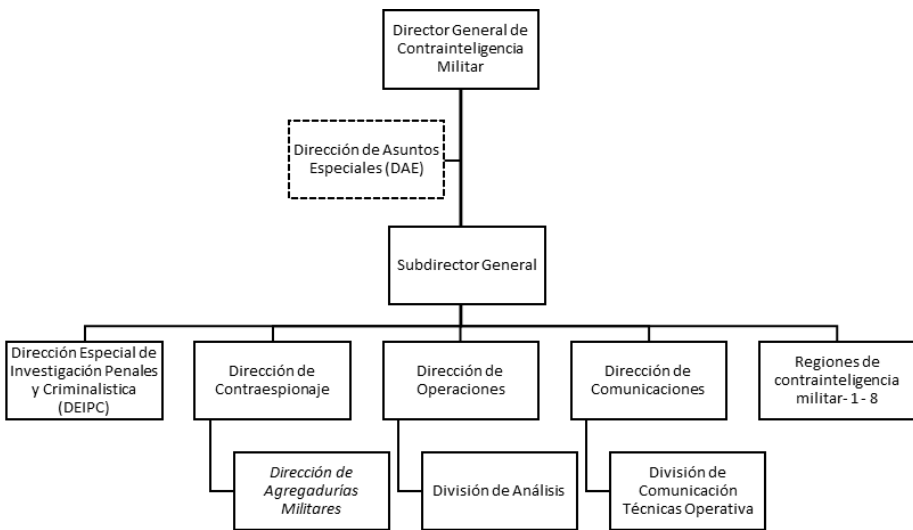 Director General de
Contrainteligencia
Militar
Dirección de Asuntos
Especiales (DAE)
Subdirector General
Dirección Especial de
Investigación Penales
y Criminalistica
(DEIPC)
Dirección de
Contraespionaje
Dirección de
Operaciones
Dirección de
Comunicaciones
Regiones de
contrainteligencia
militar- 1 - 8
Dirección de
Agregadurías
Militares
División de Análisis
División de
Comunicación
Técnicas Operativa